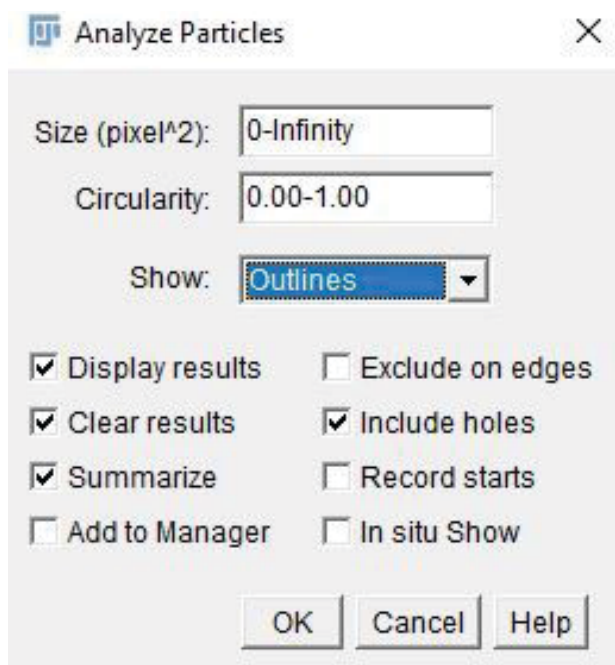 Analyze Particles
Size (pixel^2): 0-Infinity
Circularity: 0.00-1.00
Show: Outlines
Display results Exclude on edges
Clear results Include holes
Summarize Record starts
Add to Manager In situ Show
OK Cancel Help